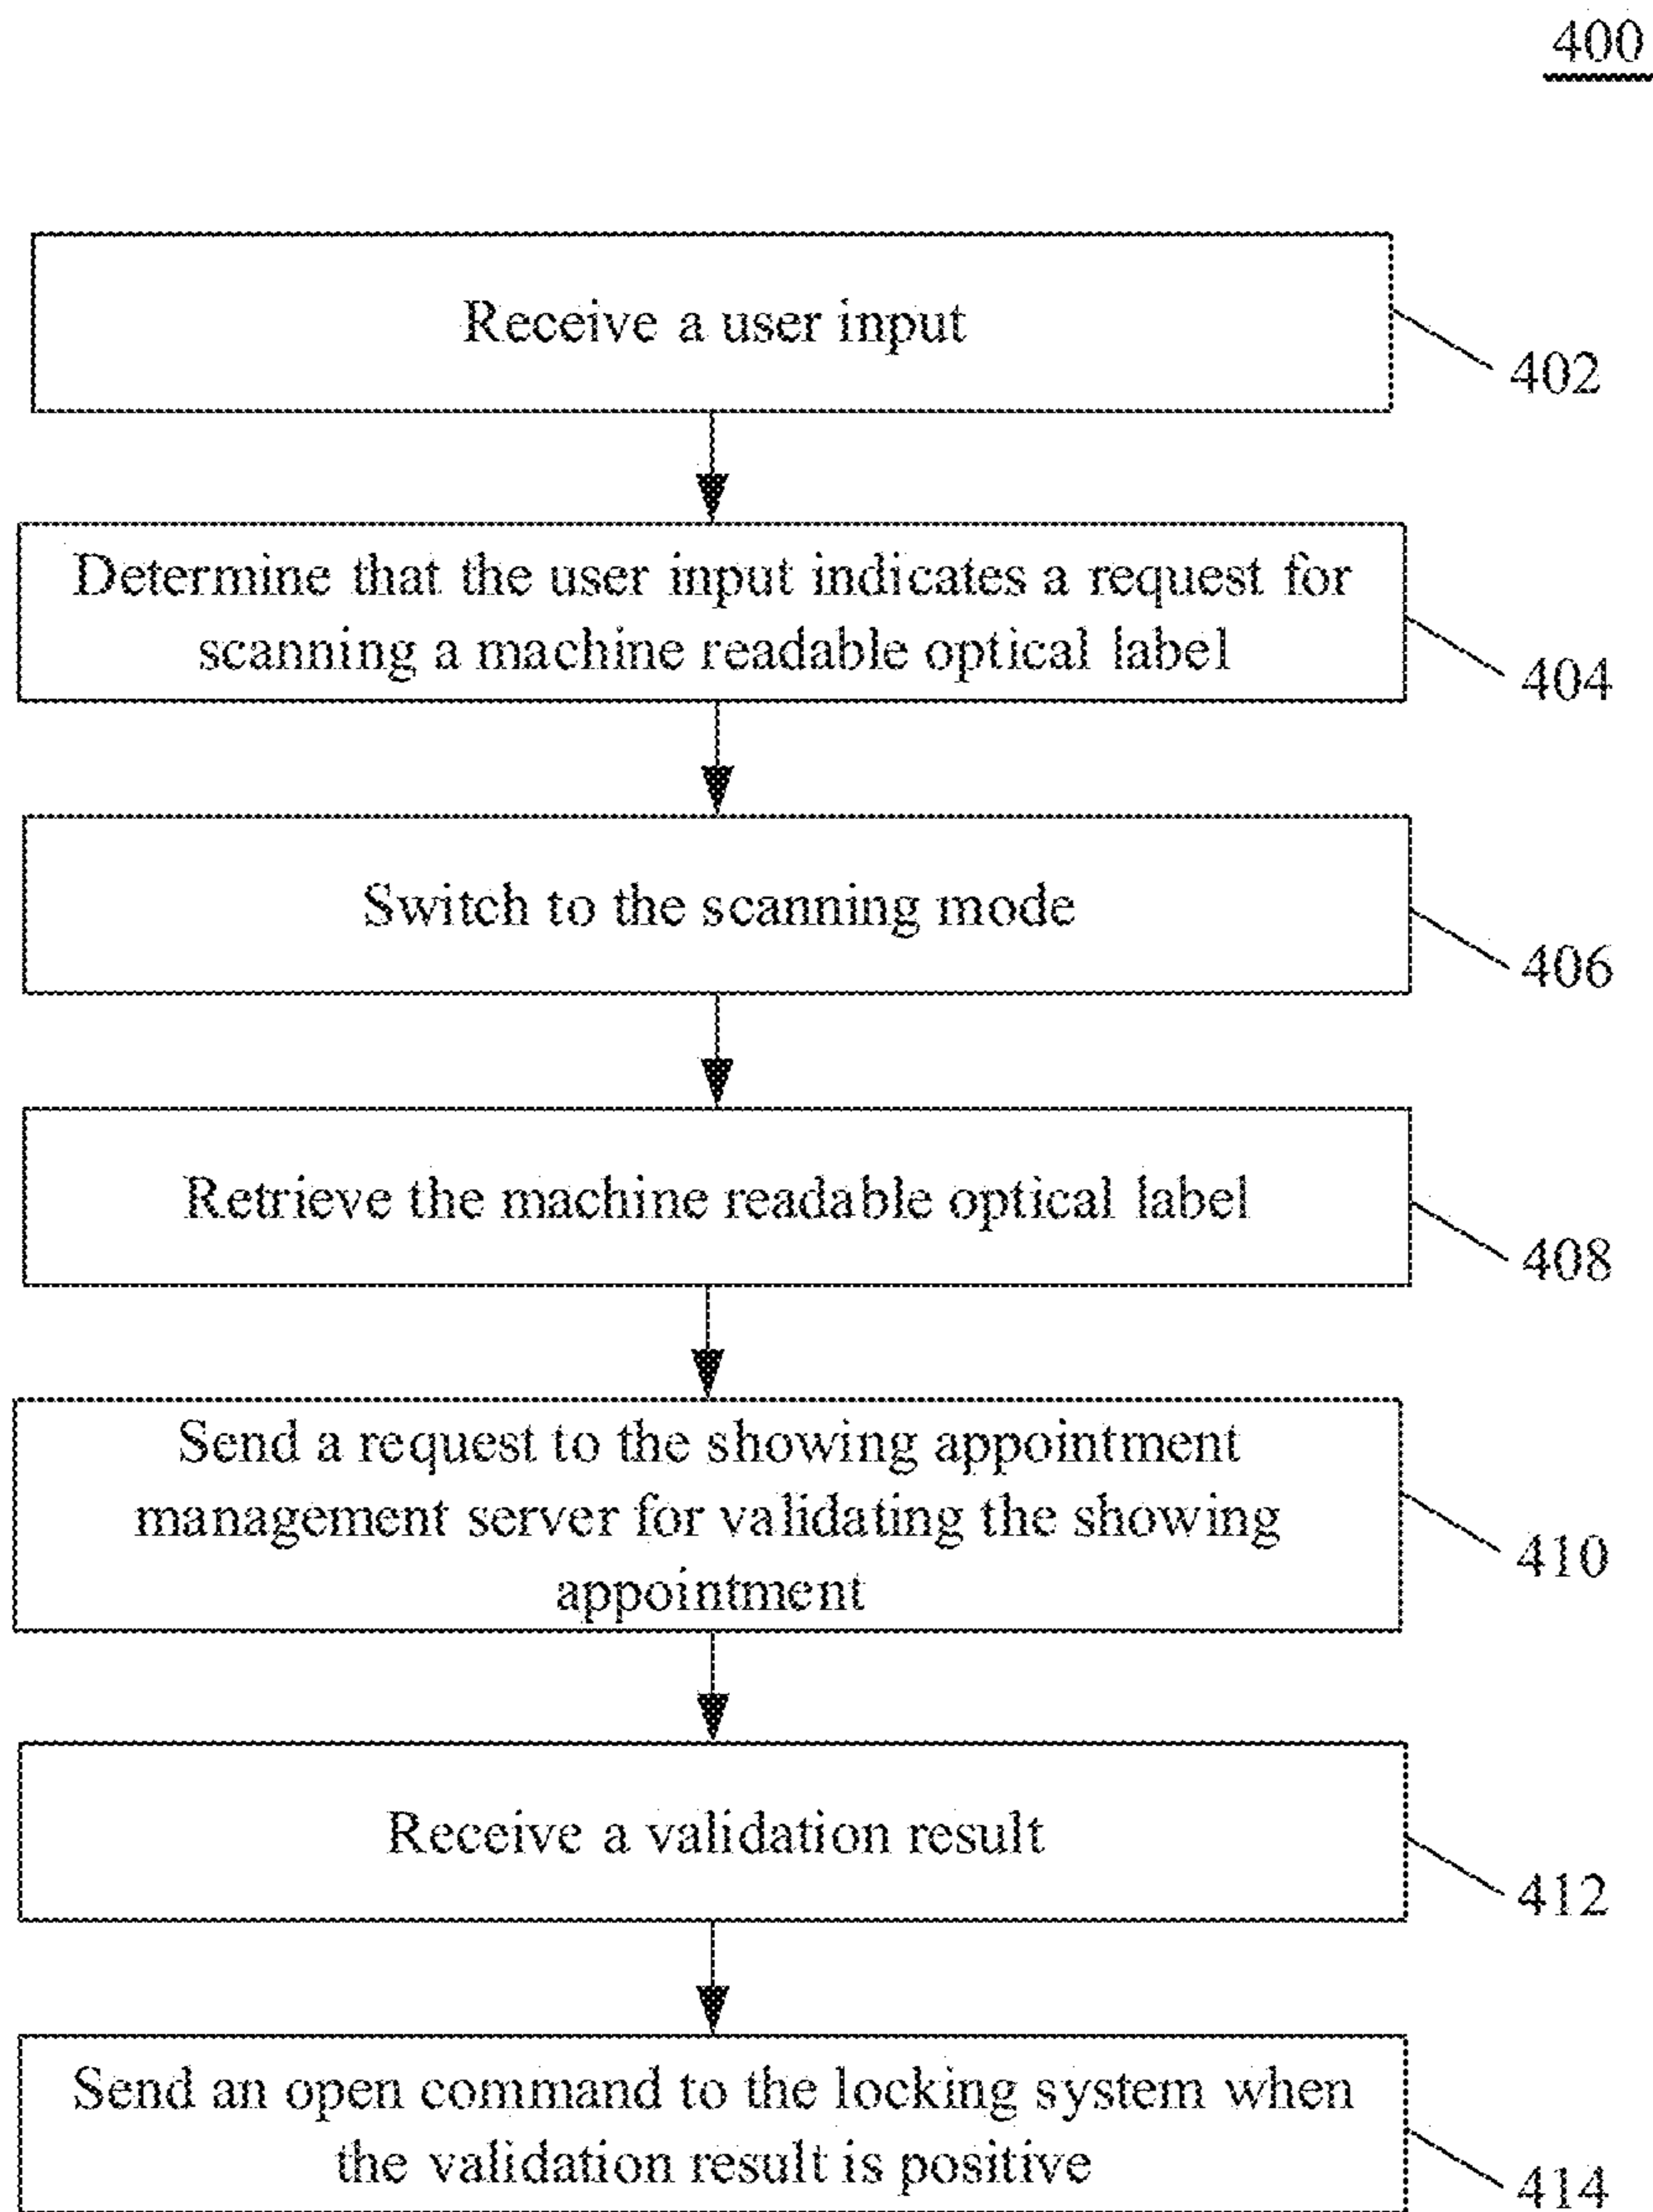 400
Receive a user input
402
Determine that the user input indicates a request for
scanning a machine readable optical label
404
Switch to the scanning mode
406
Retrieve the machine readable optical label
408
Send a request to the showing appointment
management server for validating the showing
appointment
410
Receive a validation result
412
Send an open command to the locking system when
the validation result is positive
414